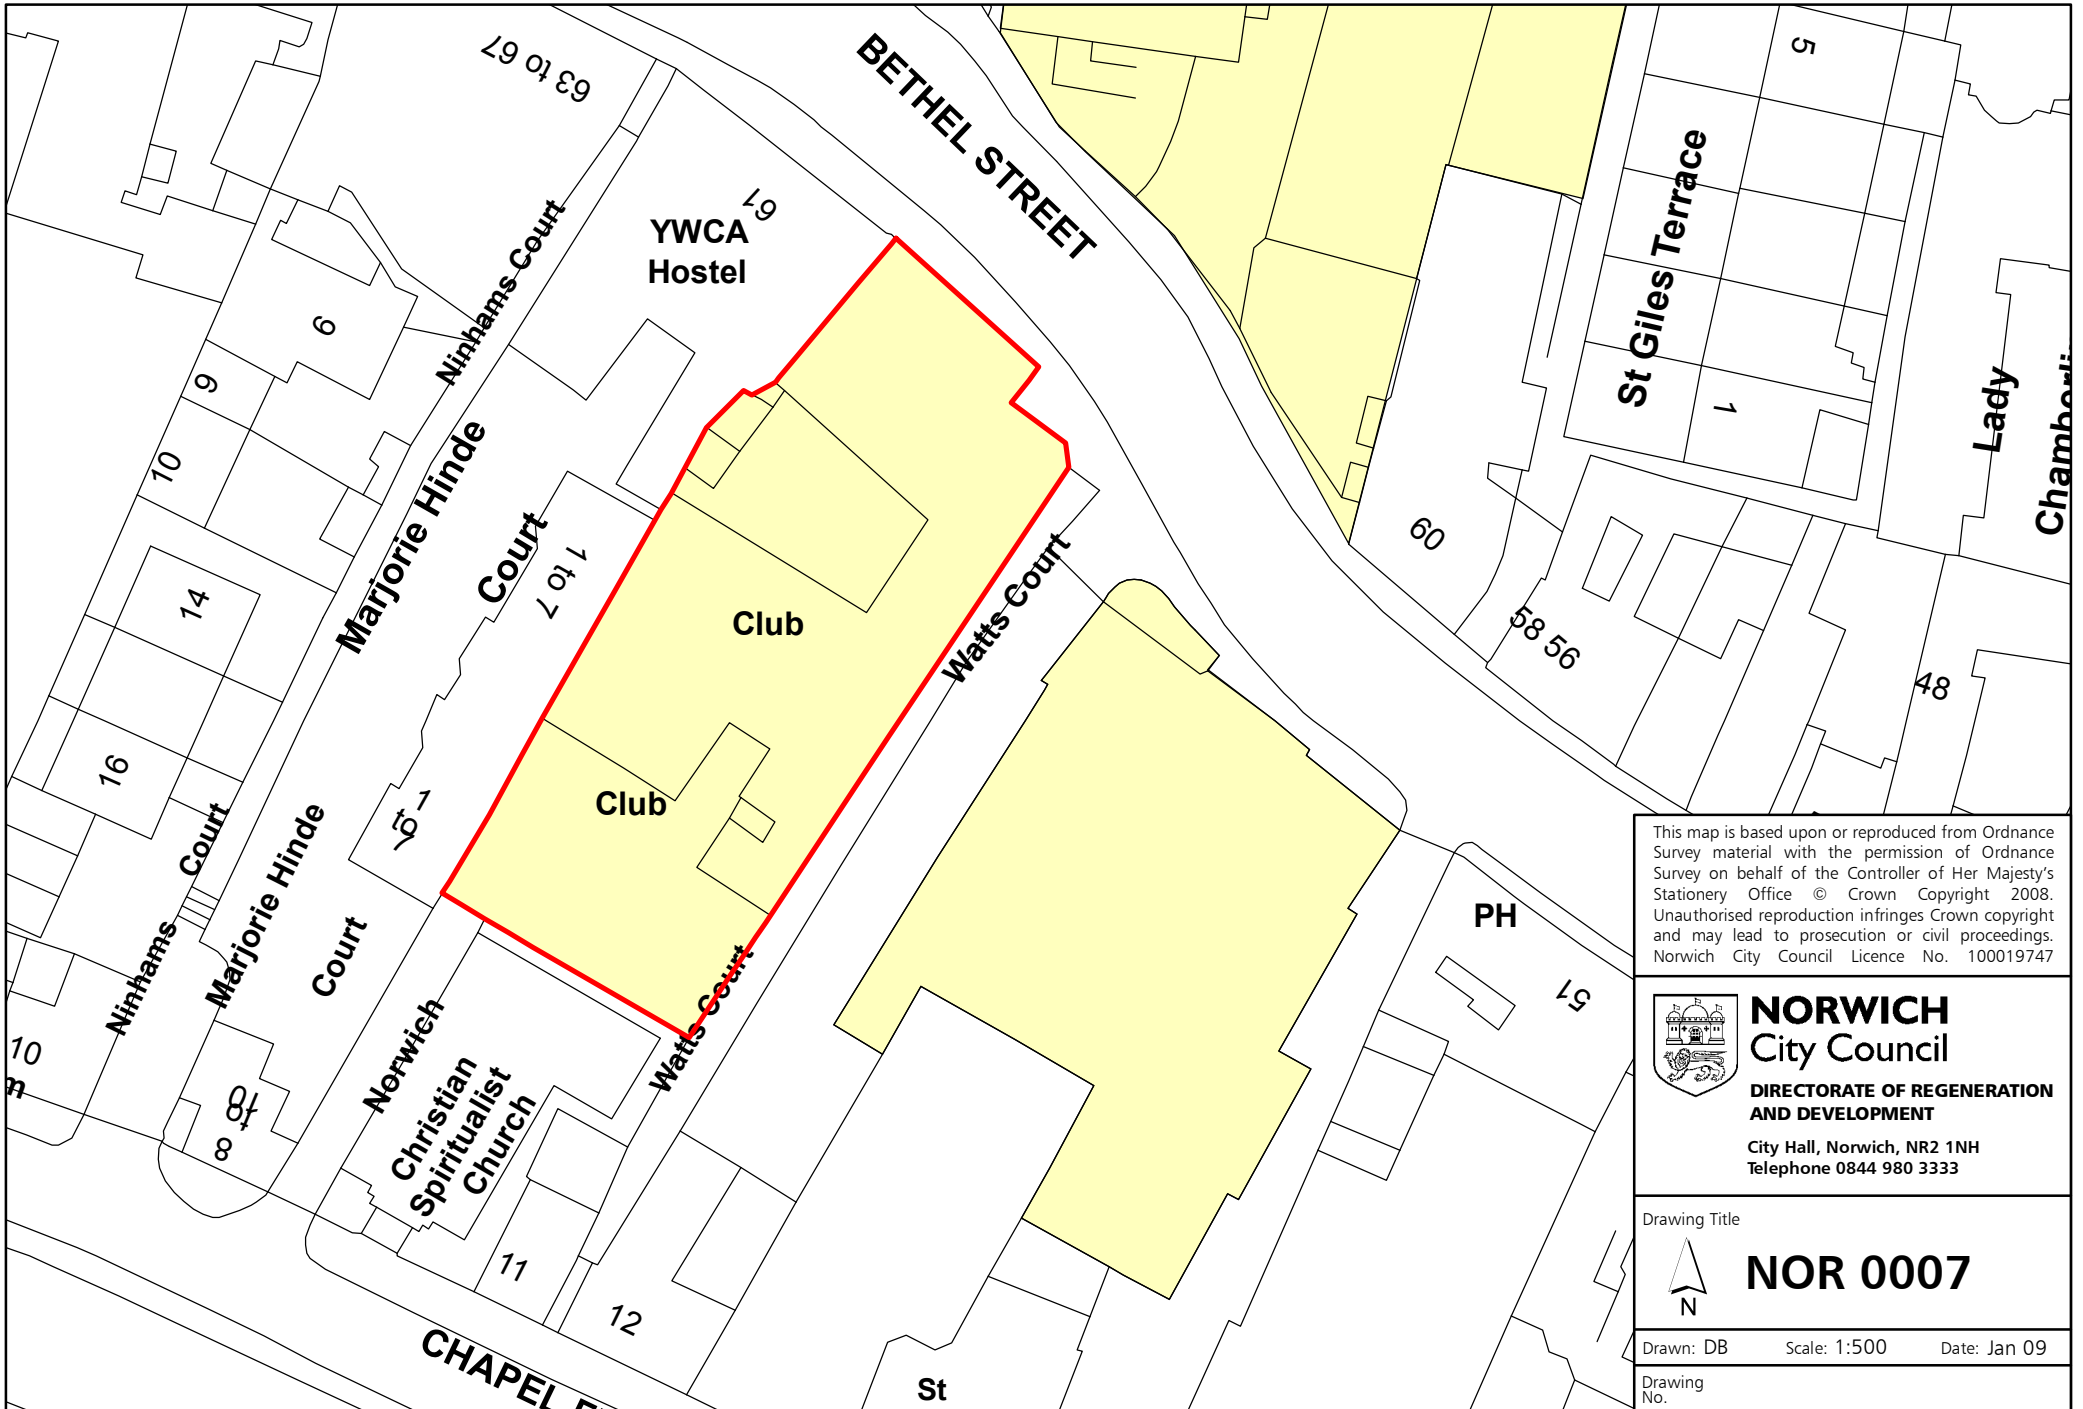 63 to 67
BETHEL STREET
5
61
YWCA
Hostel
Ninhams Court
St Giles Terrace
9
9
10
1
Lady
Marjorie Hinde
Court
1 to 7
60
14
Club
Watts Court
58 56
48
16
Club
1
to
7
Court
Marjorie Hinde
Court
Ninhams
PH
51
Norwich
Christian
Spiritualist
Church
Watts Court
10
m
8
to
10
11
12
St
This map is based upon or reproduced from Ordnance
Survey material with the permission of Ordnance
Survey on behalf of the Controller of Her Majesty's
Stationery Office © Crown Copyright 2008.
Unauthorised reproduction infringes Crown copyright
and may lead to prosecution or civil proceedings.
Norwich City Council Licence No. 100019747
NORWICH
City Council
DIRECTORATE OF REGENERATION
AND DEVELOPMENT
City Hall, Norwich, NR2 1NH
Telephone 0844 980 3333
Drawing Title
N
NOR 0007
Drawn: DB Scale: 1:500 Date: Jan 09
Drawing
No.
CHAPEL